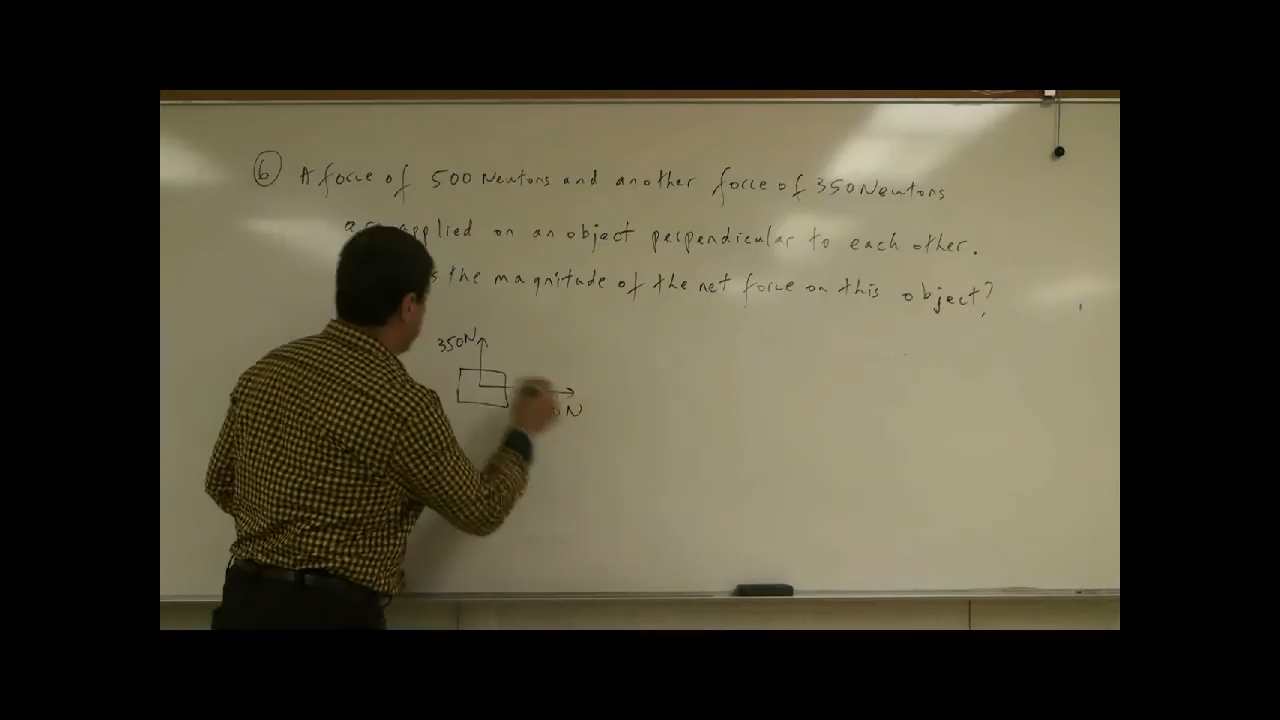 6 A force of 500 Newtons and another force of 350 Newtons
applied on an object perpendicular to each other.
the magnitude of the net force on this object?
350N
N